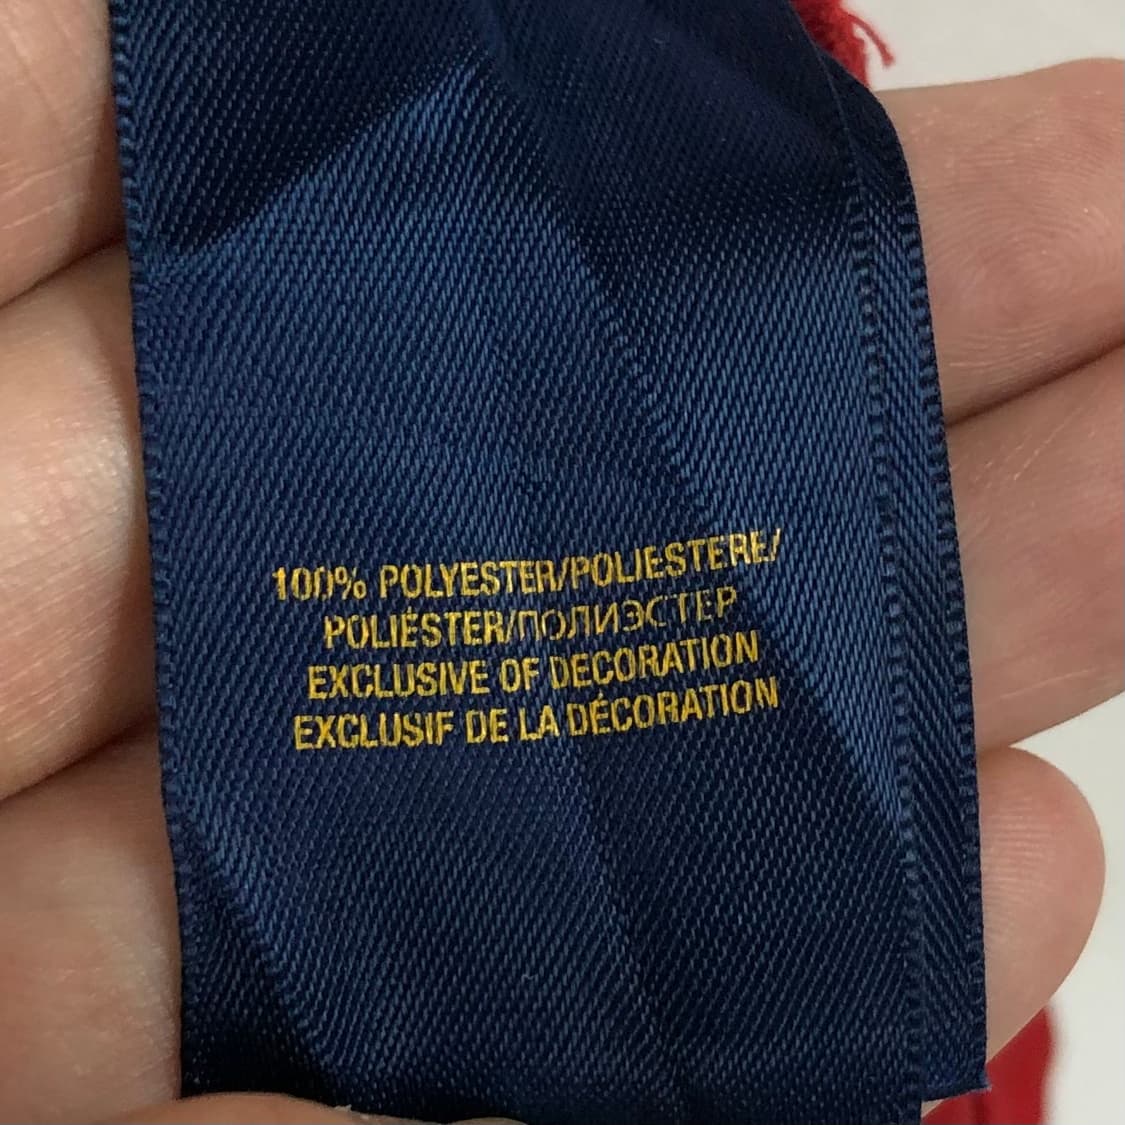 100% POLYESTER/POLIESTERE/
POLIÉSTER/ПОЛИЭСТЕР
EXCLUSIVE OF DECORATION
EXCLUSIF DE LA DÉCORATION